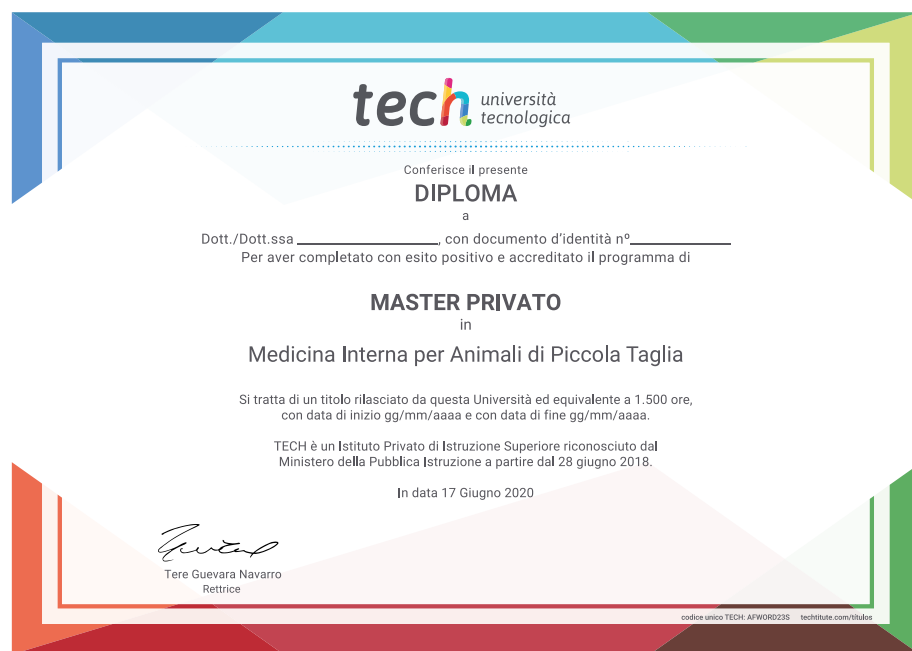 tech università
tecnologica
Conferisce il presente
DIPLOMA
a
Dott./Dott.ssa ____________________, con documento d'identità nº______________
Per aver completato con esito positivo e accreditato il programma di
MASTER PRIVATO
in
Medicina Interna per Animali di Piccola Taglia
Si tratta di un titolo rilasciato da questa Università ed equivalente a 1.500 ore,
con data di inizio gg/mm/aaaa e con data di fine gg/mm/aaaa.
TECH è un Istituto Privato di Istruzione Superiore riconosciuto dal
Ministero della Pubblica Istruzione a partire dal 28 giugno 2018.
In data 17 Giugno 2020
Tere Guevara Navarro
Rettrice
codice unico TECH: AFWORD23S techtitute.com/títulos